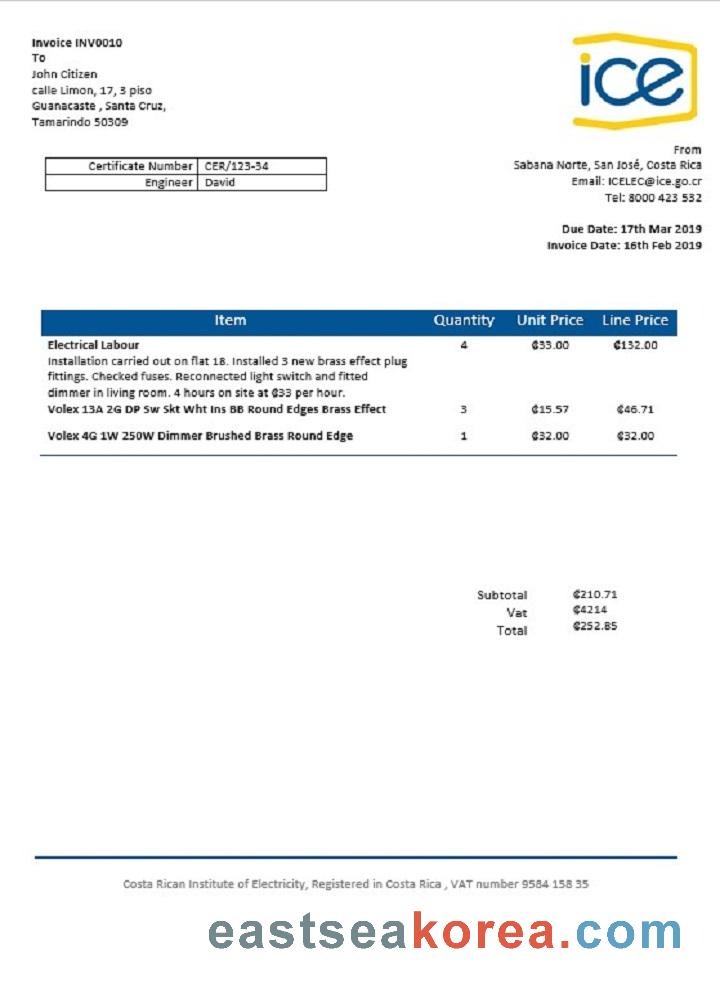 Invoice INV0010
To
John Citizen
calle Limon, 17, 3 piso
Guanacaste , Santa Cruz,
Tamarindo 50309
ice
From
Sabana Norte, San José, Costa Rica
Email: ICELEC@ice.go.cr
Tel: 8000 423 532
Certificate Number CER/123-34
Engineer David
Due Date: 17th Mar 2019
Invoice Date: 16th Feb 2019
Item Quantity Unit Price Line Price
Electrical Labour 4 ₡33.00 ₡132.00
Installation carried out on flat 18. Installed 3 new brass effect plug
fittings. Checked fuses. Reconnected light switch and fitted
dimmer in living room. 4 hours on site at ₡33 per hour.
Volex 13A 2G DP Sw Skt Wht Ins BB Round Edges Brass Effect 3 ₡15.57 ₡46.71
Volex 4G 1W 250W Dimmer Brushed Brass Round Edge 1 ₡32.00 ₡32.00
Subtotal ₡210.71
Vat ₡4214
Total ₡252.85
Costa Rican Institute of Electricity, Registered in Costa Rica , VAT number 9584 158 35
eastseakorea.com